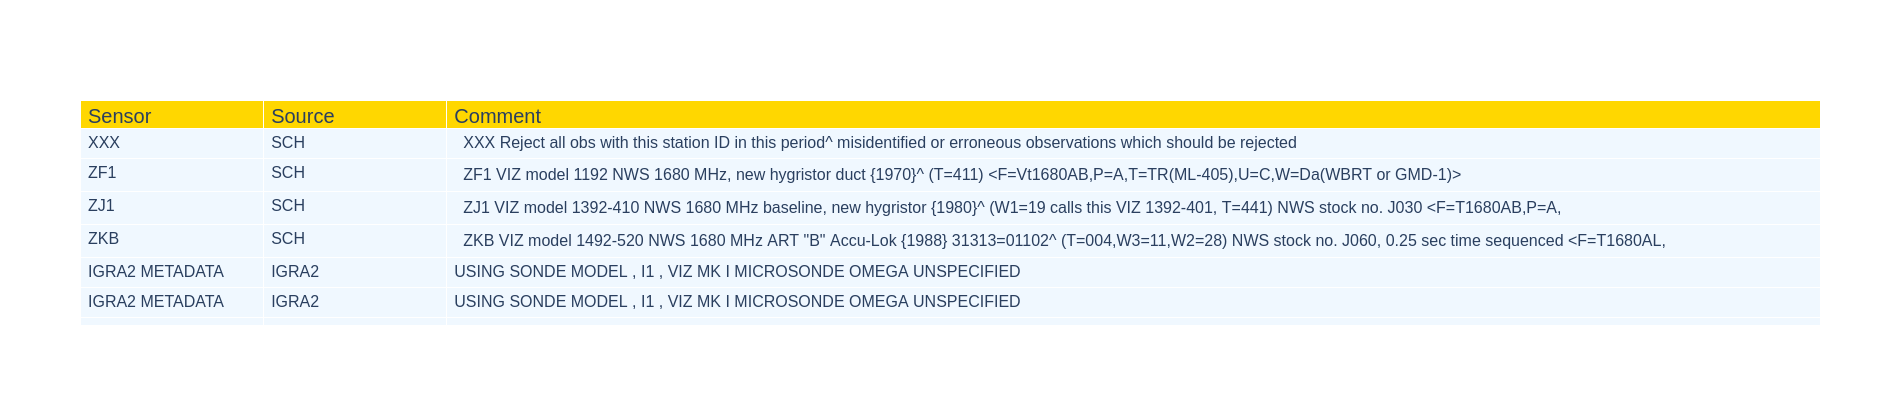 Sensor Source Comment
XXX SCH XXX Reject all obs with this station ID in this period^ misidentified or erroneous observations which should be rejected
ZF1 SCH ZF1 VIZ model 1192 NWS 1680 MHz, new hygristor duct {1970}^ (T=411) <F=Vt1680AB,P=A,T=TR(ML-405),U=C,W=Da(WBRT or GMD-1)>
ZJ1 SCH ZJ1 VIZ model 1392-410 NWS 1680 MHz baseline, new hygristor {1980}^ (W1=19 calls this VIZ 1392-401, T=441) NWS stock no. J030 <F=T1680AB,P=A,
ZKB SCH ZKB VIZ model 1492-520 NWS 1680 MHz ART "B" Accu-Lok {1988} 31313=01102^ (T=004,W3=11,W2=28) NWS stock no. J060, 0.25 sec time sequenced <F=T1680AL,
IGRA2 METADATA IGRA2 USING SONDE MODEL , I1 , VIZ MK I MICROSONDE OMEGA UNSPECIFIED
IGRA2 METADATA IGRA2 USING SONDE MODEL , I1 , VIZ MK I MICROSONDE OMEGA UNSPECIFIED